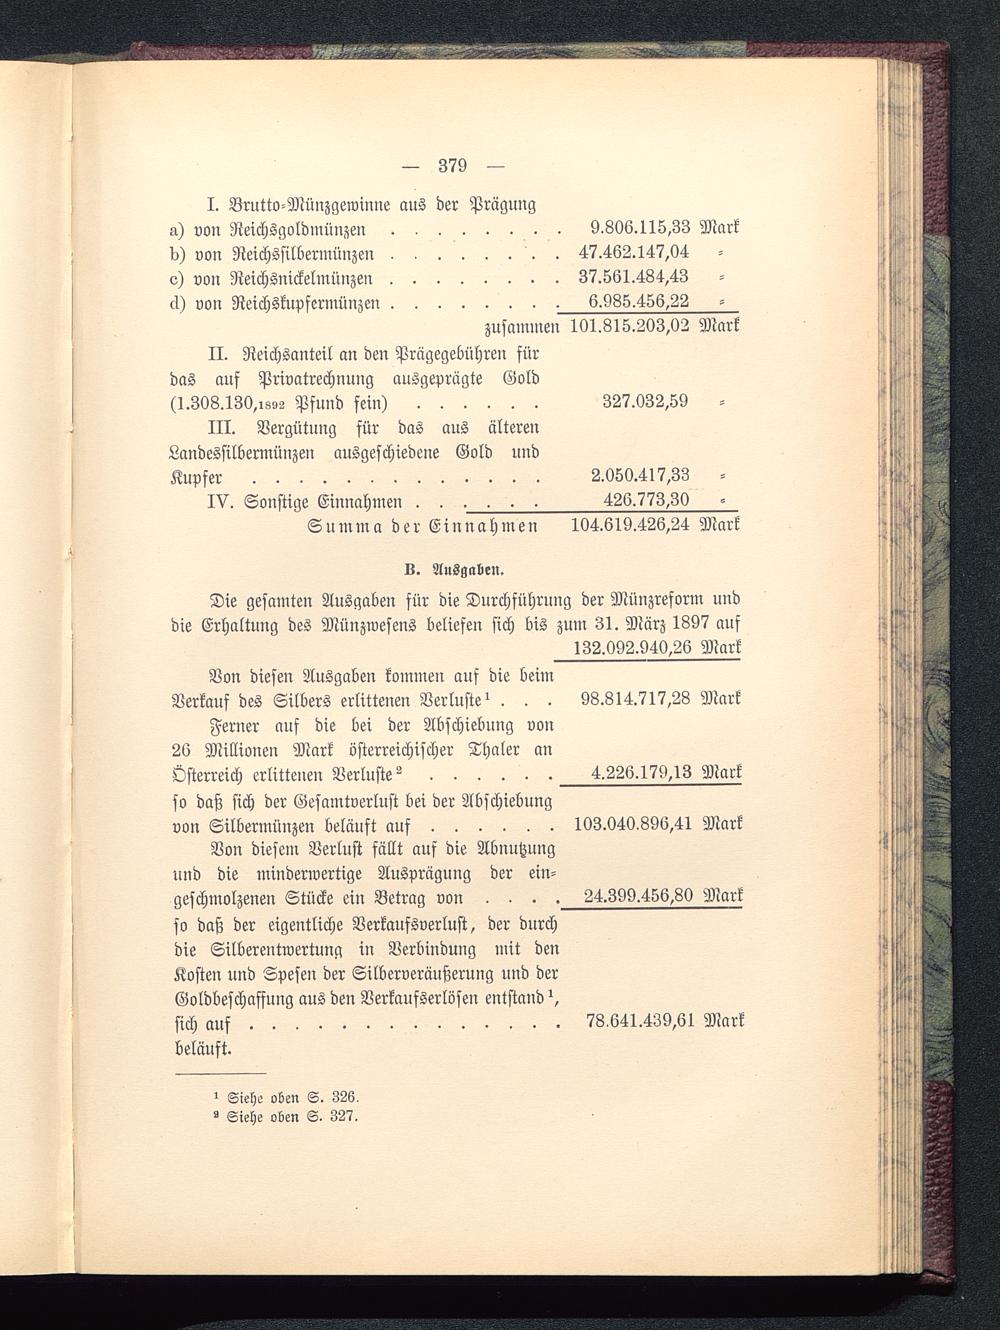 — 379 —
I. Brutto-Münzgewinne aus der Prägung
a) von Reichsgoldmünzen . . . . . . . . 9.806.115,33 Mark
b) von Reichssilbermünzen . . . . . . . . 47.462.147,04 =
c) von Reichsnickelmünzen . . . . . . . . 37.561.484,43 =
d) von Reichskupfermünzen . . . . . . . . 6.985.456,22 =
zusammen 101.815.203,02 Mark
II. Reichsanteil an den Prägegebühren für
das auf Privatrechnung ausgeprägte Gold
(1.308.130,1892 Pfund fein) . . . . . . 327.032,59 =
III. Vergütung für das aus älteren
Landessilbermünzen ausgeschiedene Gold und
Kupfer . . . . . . . . . . . . . 2.050.417,33 =
IV. Sonstige Einnahmen . . . . . . 426.773,30 =
Summa der Einnahmen 104.619.426,24 Mark
B. Ausgaben.
Die gesamten Ausgaben für die Durchführung der Münzreform und
die Erhaltung des Münzwesens beliefen sich bis zum 31. März 1897 auf
132.092.940,26 Mark
Von diesen Ausgaben kommen auf die beim
Verkauf des Silbers erlittenen Verluste¹ . . . 98.814.717,28 Mark
Ferner auf die bei der Abschiebung von
26 Millionen Mark österreichischer Thaler an
Österreich erlittenen Verluste² . . . . . . 4.226.179,13 Mark
so daß sich der Gesamtverlust bei der Abschiebung
von Silbermünzen beläuft auf . . . . . . 103.040.896,41 Mark
Von diesem Verlust fällt auf die Abnutzung
und die minderwertige Ausprägung der ein-
geschmolzenen Stücke ein Betrag von . . . . 24.399.456,80 Mark
so daß der eigentliche Verkaufsverlust, der durch
die Silberentwertung in Verbindung mit den
Kosten und Spesen der Silberveräußerung und der
Goldbeschaffung aus den Verkaufserlösen entstand¹,
sich auf . . . . . . . . . . . . . . 78.641.439,61 Mark
beläuft.
¹ Siehe oben S. 326.
² Siehe oben S. 327.